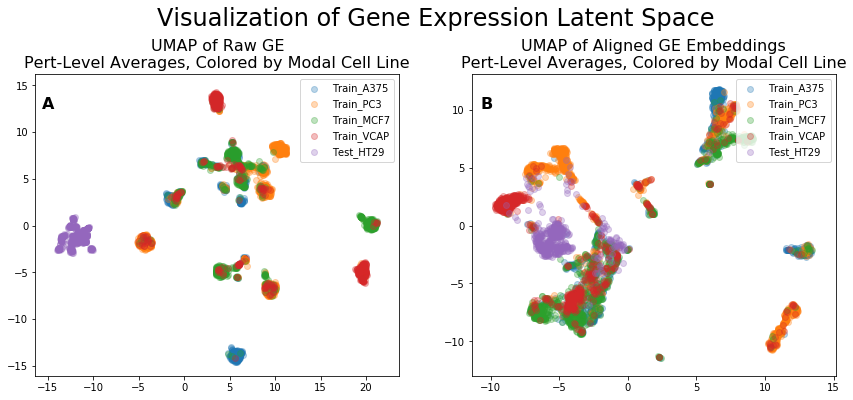 Visualization of Gene Expression Latent Space
UMAP of Raw GE
Pert-Level Averages, Colored by Modal Cell Line
A
Train_A375
Train_PC3
Train_MCF7
Train_VCAP
Test_HT29
15
10
5
0
−5
−10
−15
−15
−10
−5
0
5
10
15
20
UMAP of Aligned GE Embeddings
Pert-Level Averages, Colored by Modal Cell Line
B
Train_A375
Train_PC3
Train_MCF7
Train_VCAP
Test_HT29
10
5
0
−5
−10
−10
−5
0
5
10
15